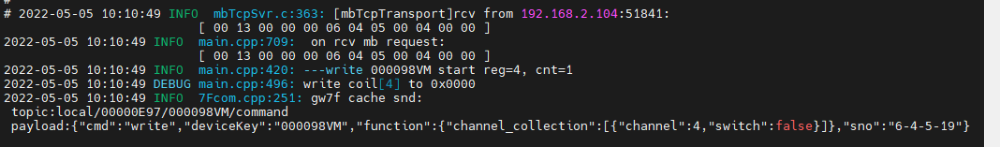 # 2022-05-05 10:10:49 INFO  mbTcpSvr.c:363: [mbTcpTransport]rcv from 192.168.2.104:51841:
[ 00 13 00 00 00 06 04 05 00 04 00 00 ]
2022-05-05 10:10:49 INFO  main.cpp:709:  on rcv mb request:
[ 00 13 00 00 00 06 04 05 00 04 00 00 ]
2022-05-05 10:10:49 INFO  main.cpp:420: ---write 000098VM start reg=4, cnt=1
2022-05-05 10:10:49 DEBUG main.cpp:496: write coil[4] to 0x0000
2022-05-05 10:10:49 INFO  7Fcom.cpp:251: gw7f cache snd:
topic:local/00000E97/000098VM/command
payload:{"cmd":"write","deviceKey":"000098VM","function":{"channel_collection":[{"channel":4,"switch":false}]},"sno":"6-4-5-19"}